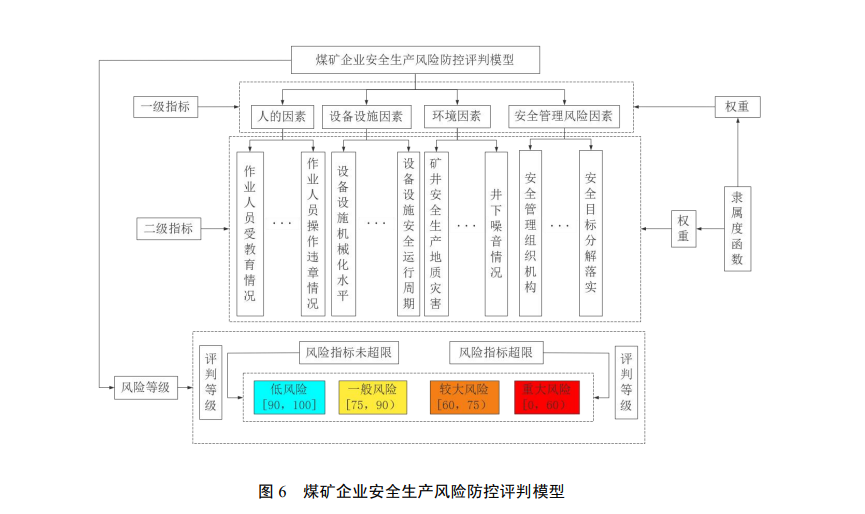 煤矿企业安全生产风险防控评判模型
一级指标
人的因素
设备设施因素
环境因素
安全管理风险因素
权重
二级指标
作业人员受教育情况
···
作业人员操作违章情况
设备设施机械化水平
···
设备设施安全运行周期
矿井安全生产地质灾害
···
井下噪音情况
安全管理组织机构
···
安全目标分解落实
权重
隶属度函数
风险等级
评判等级
风险指标未超限
风险指标超限
评判等级
低风险
[90, 100]
一般风险
[75, 90)
较大风险
[60, 75)
重大风险
[0, 60)
图 6 煤矿企业安全生产风险防控评判模型